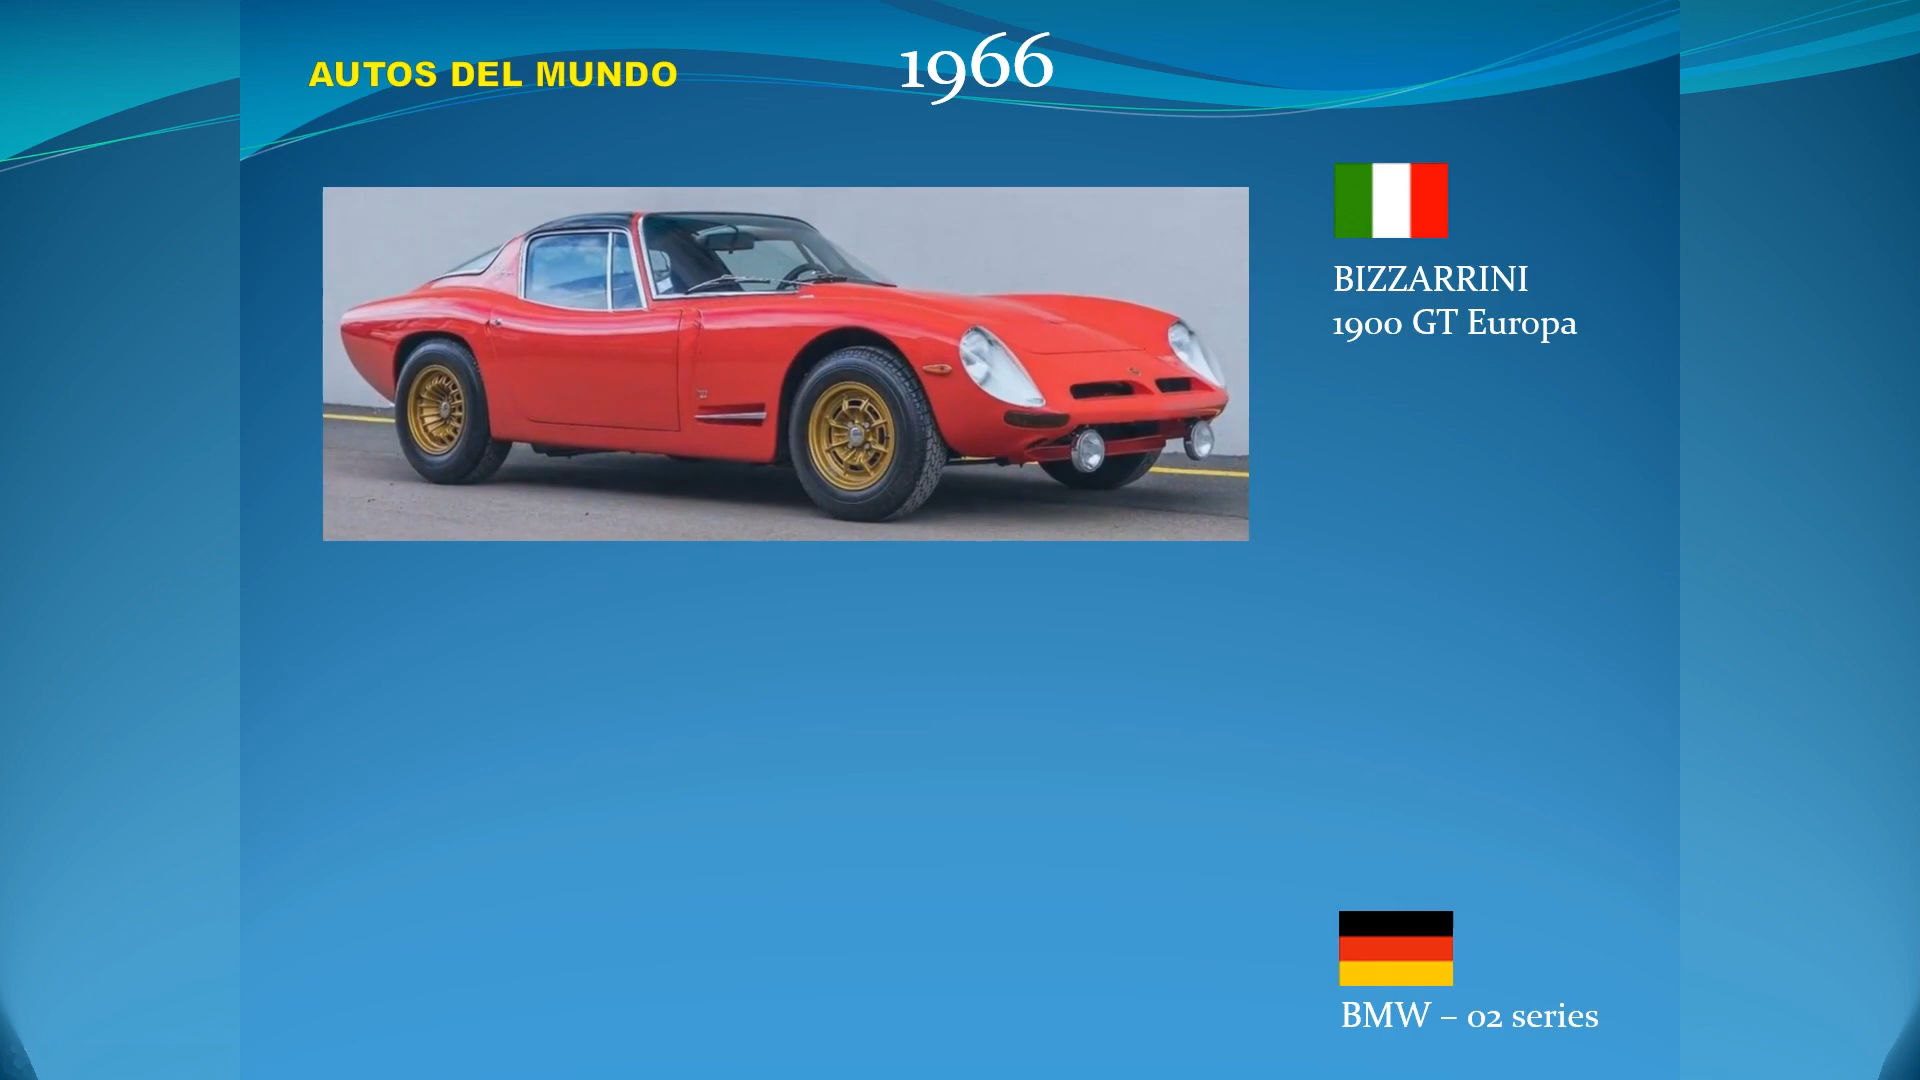 AUTOS DEL MUNDO
1966
BIZZARRINI
1900 GT Europa
BMW – 02 series